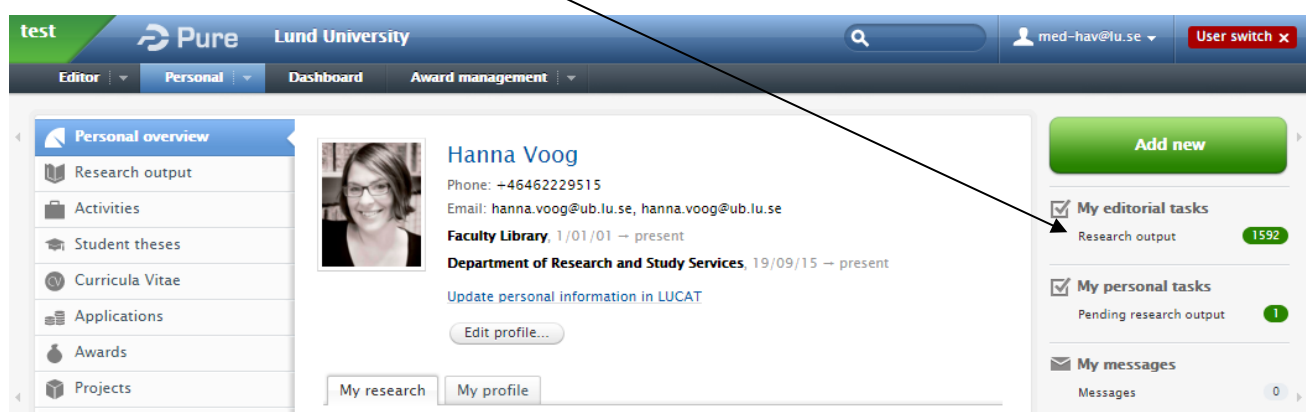 test
Pure
Lund University
med-hav@lu.se
User switch x
Editor
Personal
Dashboard
Award management
Personal overview
Research output
Activities
Student theses
CV Curricula Vitae
Applications
Awards
Projects
Hanna Voog
Phone: +46462229515
Email: hanna.voog@ub.lu.se, hanna.voog@ub.lu.se
Faculty Library, 1/01/01 → present
Department of Research and Study Services, 19/09/15 → present
Update personal information in LUCAT
Edit profile...
My research
My profile
Add new
My editorial tasks
Research output 1592
My personal tasks
Pending research output 1
My messages
Messages 0